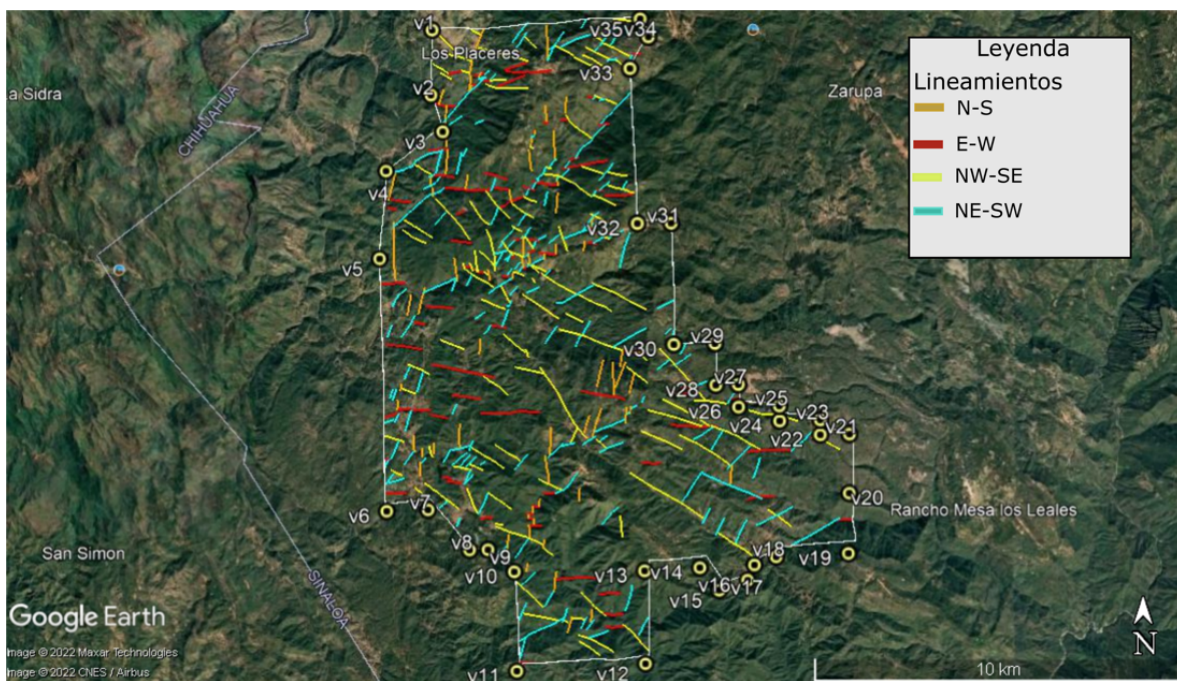 v1
v35 v34
Los Placeres
v33
v2
a Sidra
CHIHUAHUA
Zarupa
v3
v4
v32
v31
v5
v30
v29
v28
v27
v26
v25
v24
v23
v22
v21
v20
Rancho Mesa los Leales
v6
v7
v8
v9
v10
v13
v14
v15
v16
v17
v18
v19
San Simon
SINALOA
v11
v12
Leyenda
Lineamientos
N-S
E-W
NW-SE
NE-SW
Google Earth
mage © 2022 Maxar Technologies
mage © 2022 CNES / Airbus
N
10 km